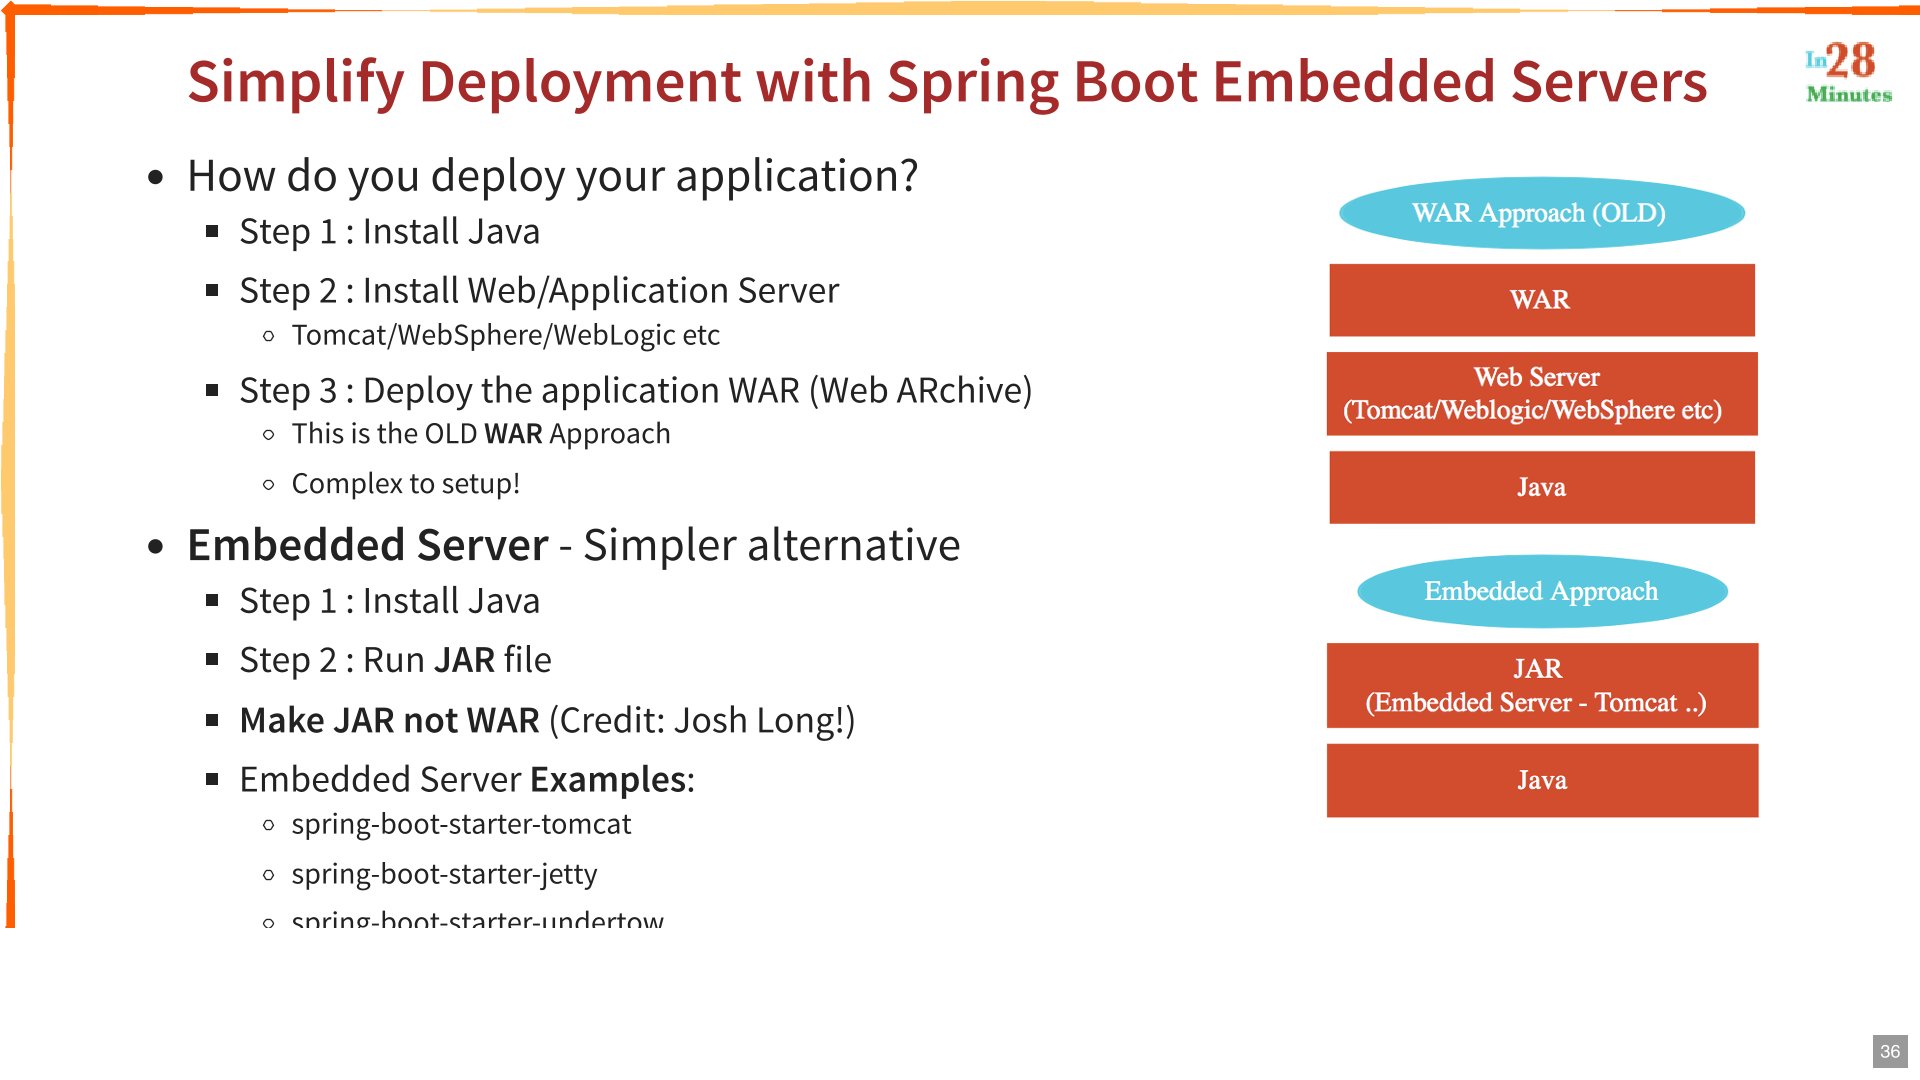 Simplify Deployment with Spring Boot Embedded Servers
In28
Minutes
How do you deploy your application?
Step 1 : Install Java
Step 2 : Install Web/Application Server
Tomcat/WebSphere/WebLogic etc
Step 3 : Deploy the application WAR (Web ARchive)
This is the OLD WAR Approach
Complex to setup!
Embedded Server - Simpler alternative
Step 1 : Install Java
Step 2 : Run JAR file
Make JAR not WAR (Credit: Josh Long!)
Embedded Server Examples:
spring-boot-starter-tomcat
spring-boot-starter-jetty
spring-boot-starter-undertow
WAR Approach (OLD)
WAR
Web Server
(Tomcat/Weblogic/WebSphere etc)
Java
Embedded Approach
JAR
(Embedded Server - Tomcat ..)
Java
36